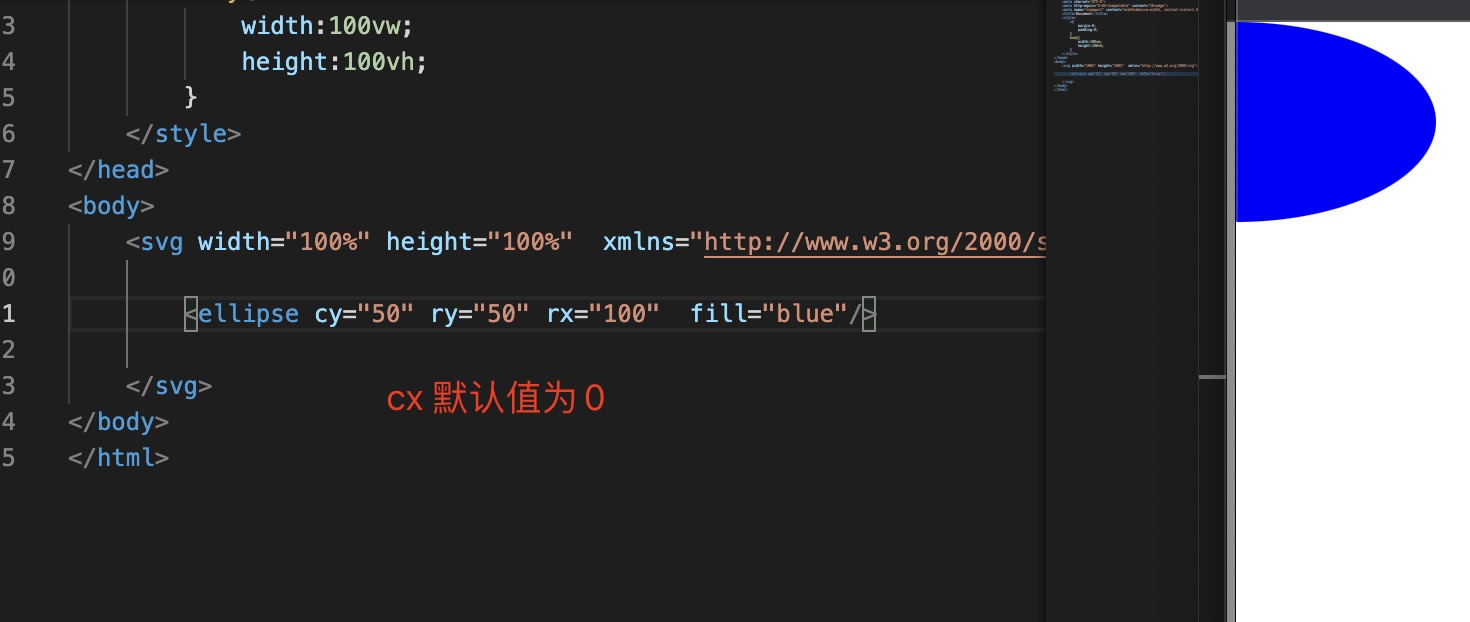 3 width:100vw;
4 height:100vh;
5 }
6 </style>
7 </head>
8 <body>
9 <svg width="100%" height="100%"  xmlns="http://www.w3.org/2000/s
0
1 <ellipse cy="50" ry="50" rx="100"  fill="blue"/>
2
3 </svg>
cx 默认值为0
4 </body>
5 </html>